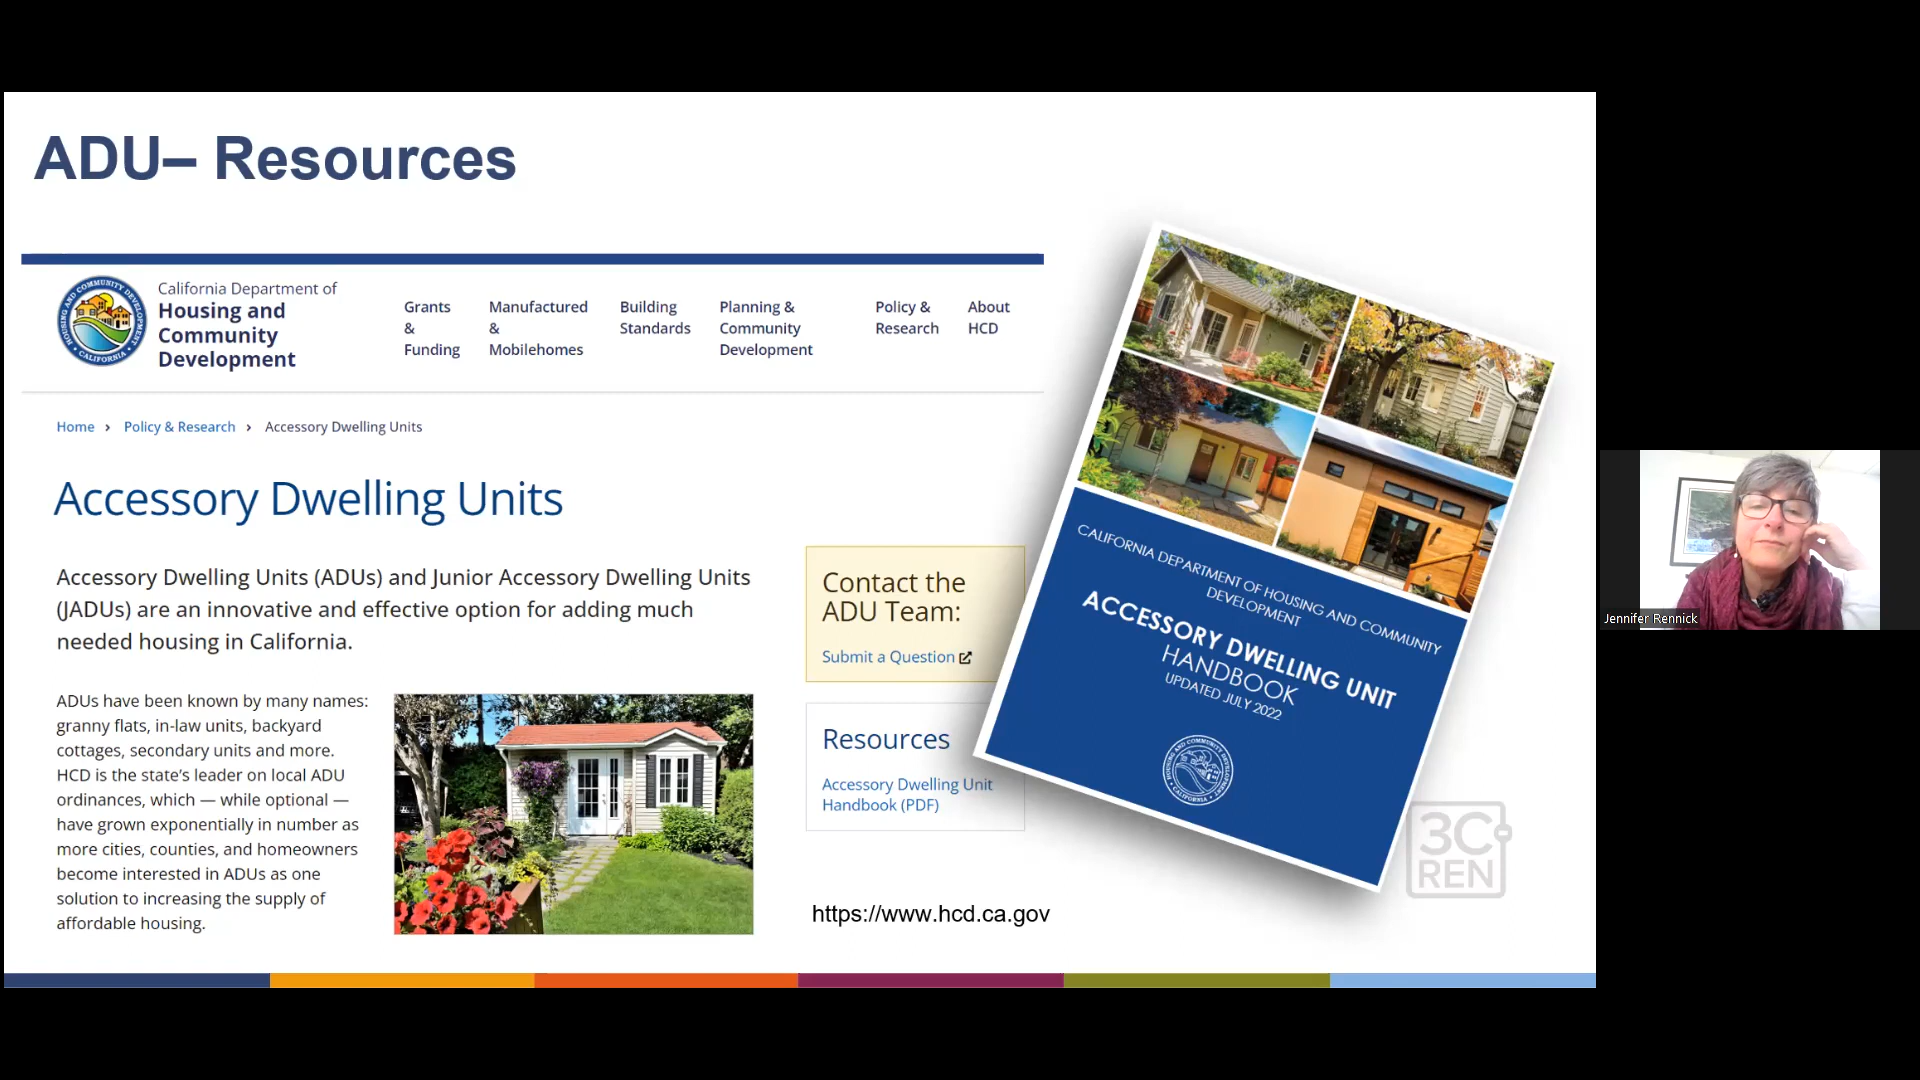 ADU– Resources
California Department of
Housing and
Community
Development
Grants
&
Funding
Manufactured
&
Mobilehomes
Building
Standards
Planning &
Community
Development
Policy &
Research
About
HCD
Home › Policy & Research › Accessory Dwelling Units
Accessory Dwelling Units
Accessory Dwelling Units (ADUs) and Junior Accessory Dwelling Units
(JADUs) are an innovative and effective option for adding much
needed housing in California.
ADUs have been known by many names:
granny flats, in-law units, backyard
cottages, secondary units and more.
HCD is the state’s leader on local ADU
ordinances, which — while optional —
have grown exponentially in number as
more cities, counties, and homeowners
become interested in ADUs as one
solution to increasing the supply of
affordable housing.
Contact the
ADU Team:
Submit a Question
Resources
Accessory Dwelling Unit
Handbook (PDF)
https://www.hcd.ca.gov
CALIFORNIA DEPARTMENT OF HOUSING AND COMMUNITY
DEVELOPMENT
ACCESSORY DWELLING UNIT
HANDBOOK
UPDATED JULY 2022
HOUSING AND COMMUNITY DEVELOPMENT
CALIFORNIA
3C
REN
Jennifer Rennick